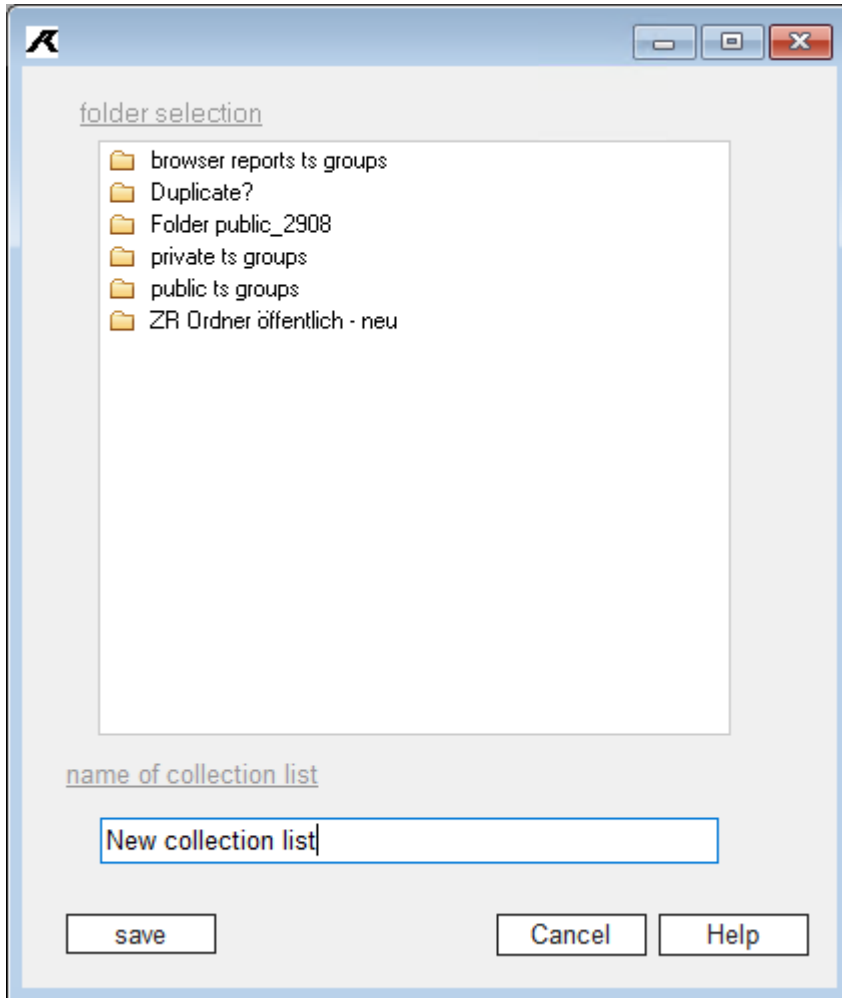 folder selection
browser reports ts groups
Duplicate?
Folder public_2908
private ts groups
public ts groups
ZR Ordner öffentlich - neu
name of collection list
New collection list
save Cancel Help